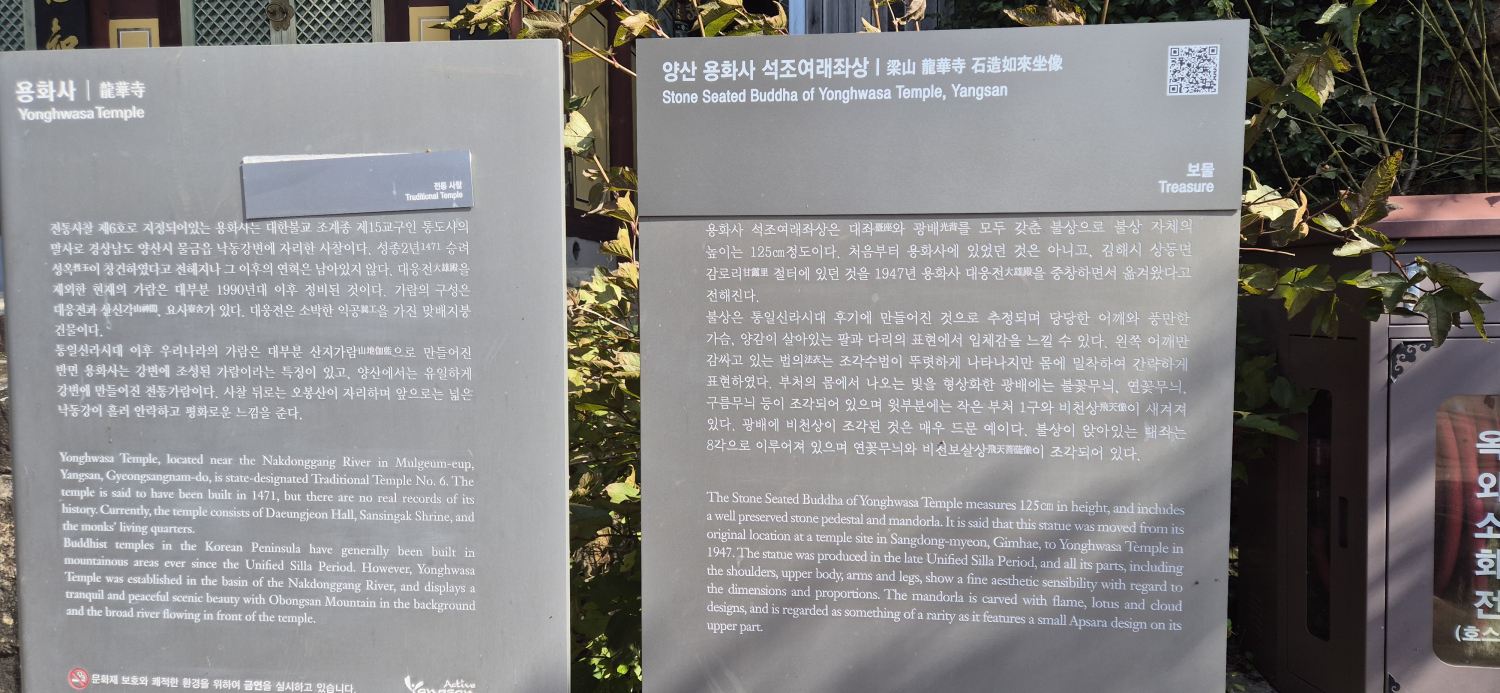 용화사 | 龍華寺
Yonghwasa Temple
전통 사찰
Traditional Temple
전통사찰 제6호로 지정되어있는 용화사는 대한불교 조계종 제15교구인 통도사의
말사로 경상남도 양산시 물금읍 낙동강변에 자리한 사찰이다. 성종2년1471 승려
성옥이 창건하였다고 전해지나 그 이후의 연혁은 남아있지 않다. 대웅전大雄殿을
제외한 현재의 가람은 대부분 1990년대 이후 정비된 것이다. 가람의 구성은
대웅전과 산신각山神閣, 요사寮舍가 있다. 대웅전은 소박한 익공翼工을 가진 맞배지붕
건물이다.
통일신라시대 이후 우리나라의 가람은 대부분 산지가람山地伽藍으로 만들어진
반면 용화사는 강변에 조성된 가람이라는 특징이 있고, 양산에서는 유일하게
강변에 만들어진 전통가람이다. 사찰 뒤로는 오봉산이 자리하며 앞으로는 넓은
낙동강이 흘러 안락하고 평화로운 느낌을 준다.
Yonghwasa Temple, located near the Nakdonggang River in Mulgeum-eup,
Yangsan, Gyeongsangnam-do, is state-designated Traditional Temple No. 6. The
temple is said to have been built in 1471, but there are no real records of its
history. Currently, the temple consists of Daeungjeon Hall, Sansingak Shrine, and
the monks' living quarters.
Buddhist temples in the Korean Peninsula have generally been built in
mountainous areas ever since the Unified Silla Period. However, Yonghwasa
Temple was established in the basin of the Nakdonggang River, and displays a
tranquil and peaceful scenic beauty with Obongsan Mountain in the background
and the broad river flowing in front of the temple.
문화재 보호와 쾌적한 환경을 위하여 금연을 실시하고 있습니다.
Active
Yangsan
양산 용화사 석조여래좌상 | 梁山 龍華寺 石造如來坐像
Stone Seated Buddha of Yonghwasa Temple, Yangsan
보물
Treasure
용화사 석조여래좌상은 대좌臺座와 광배光背를 모두 갖춘 불상으로 불상 자체의
높이는 125㎝정도이다. 처음부터 용화사에 있었던 것은 아니고, 김해시 상동면
감로리甘露里 절터에 있던 것을 1947년 용화사 대웅전大雄殿을 중창하면서 옮겨왔다고
전해진다.
불상은 통일신라시대 후기에 만들어진 것으로 추정되며 당당한 어깨와 풍만한
가슴, 양감이 살아있는 팔과 다리의 표현에서 입체감을 느낄 수 있다. 왼쪽 어깨만
감싸고 있는 법의法衣는 조각수법이 뚜렷하게 나타나지만 몸에 밀착하여 간략하게
표현하였다. 부처의 몸에서 나오는 빛을 형상화한 광배에는 불꽃무늬, 연꽃무늬,
구름무늬 등이 조각되어 있으며 윗부분에는 작은 부처 1구와 비천상飛天像이 새겨져
있다. 광배에 비천상이 조각된 것은 매우 드문 예이다. 불상이 앉아있는 대좌는
8각으로 이루어져 있으며 연꽃무늬와 비천보살상飛天菩薩像이 조각되어 있다.
The Stone Seated Buddha of Yonghwasa Temple measures 125㎝ in height, and includes
a well preserved stone pedestal and mandorla. It is said that this statue was moved from its
original location at a temple site in Sangdong-myeon, Gimhae, to Yonghwasa Temple in
1947. The statue was produced in the late Unified Silla Period, and all its parts, including
the shoulders, upper body, arms and legs, show a fine aesthetic sensibility with regard to
the dimensions and proportions. The mandorla is carved with flame, lotus and cloud
designs, and is regarded as something of a rarity as it features a small Apsara design on its
upper part.
옥
외
소
화
전
(호스